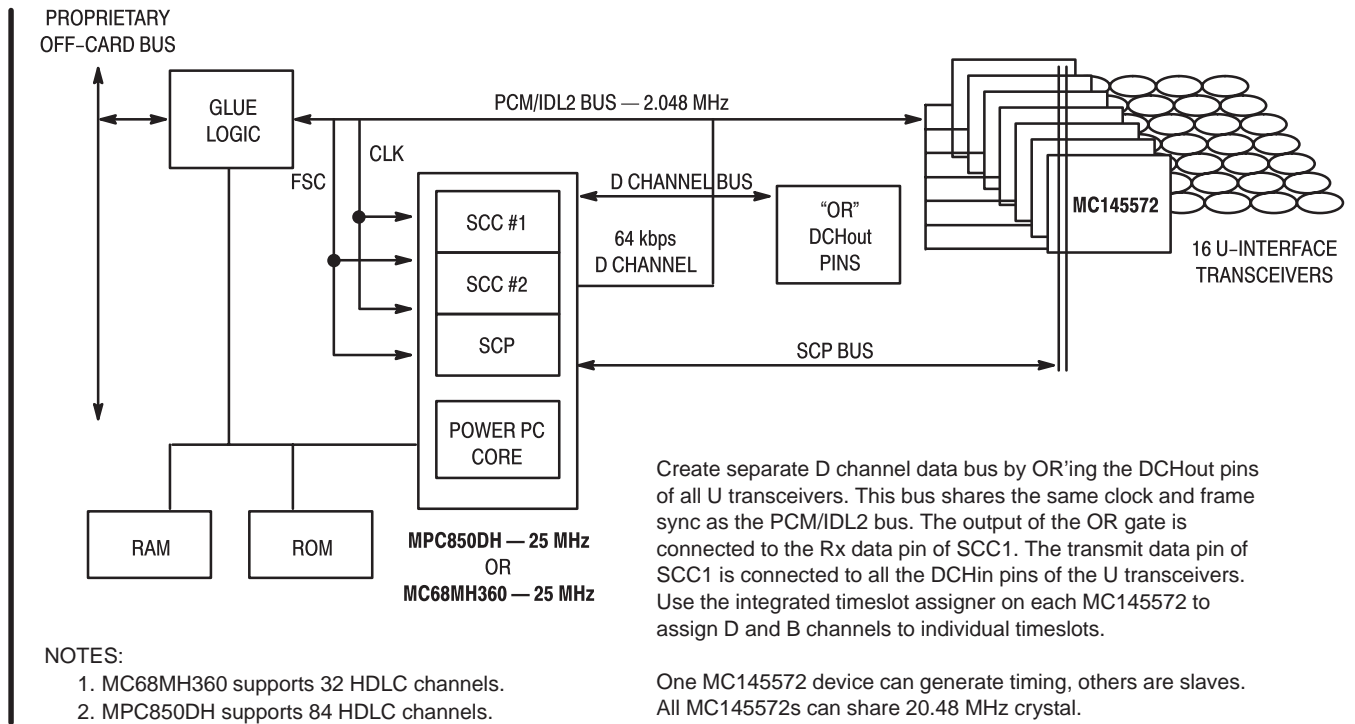 PROPRIETARY
OFF–CARD BUS
GLUE
LOGIC
PCM/IDL2 BUS — 2.048 MHz
CLK
FSC
SCC #1
SCC #2
SCP
POWER PC
CORE
D CHANNEL BUS
64 kbps
D CHANNEL
"OR"
DCHout
PINS
MC145572
16 U–INTERFACE
TRANSCEIVERS
SCP BUS
RAM
ROM
MPC850DH — 25 MHz
OR
MC68MH360 — 25 MHz
Create separate D channel data bus by OR'ing the DCHout pins
of all U transceivers. This bus shares the same clock and frame
sync as the PCM/IDL2 bus. The output of the OR gate is
connected to the Rx data pin of SCC1. The transmit data pin of
SCC1 is connected to all the DCHin pins of the U transceivers.
Use the integrated timeslot assigner on each MC145572 to
assign D and B channels to individual timeslots.
One MC145572 device can generate timing, others are slaves.
All MC145572s can share 20.48 MHz crystal.
NOTES:
1. MC68MH360 supports 32 HDLC channels.
2. MPC850DH supports 84 HDLC channels.